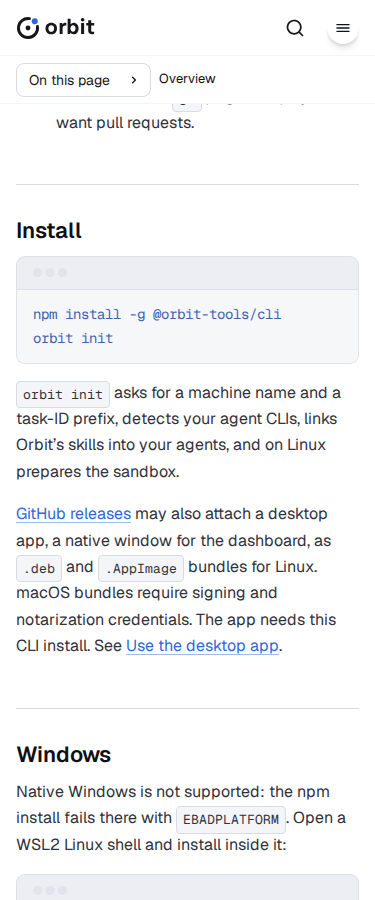 orbit
On this page
Overview
want pull requests.
Install
npm install -g @orbit-tools/cli
orbit init
orbit init asks for a machine name and a
task-ID prefix, detects your agent CLIs, links
Orbit’s skills into your agents, and on Linux
prepares the sandbox.
GitHub releases may also attach a desktop
app, a native window for the dashboard, as
.deb and .AppImage bundles for Linux.
macOS bundles require signing and
notarization credentials. The app needs this
CLI install. See Use the desktop app.
Windows
Native Windows is not supported: the npm
install fails there with EBADPLATFORM. Open a
WSL2 Linux shell and install inside it: